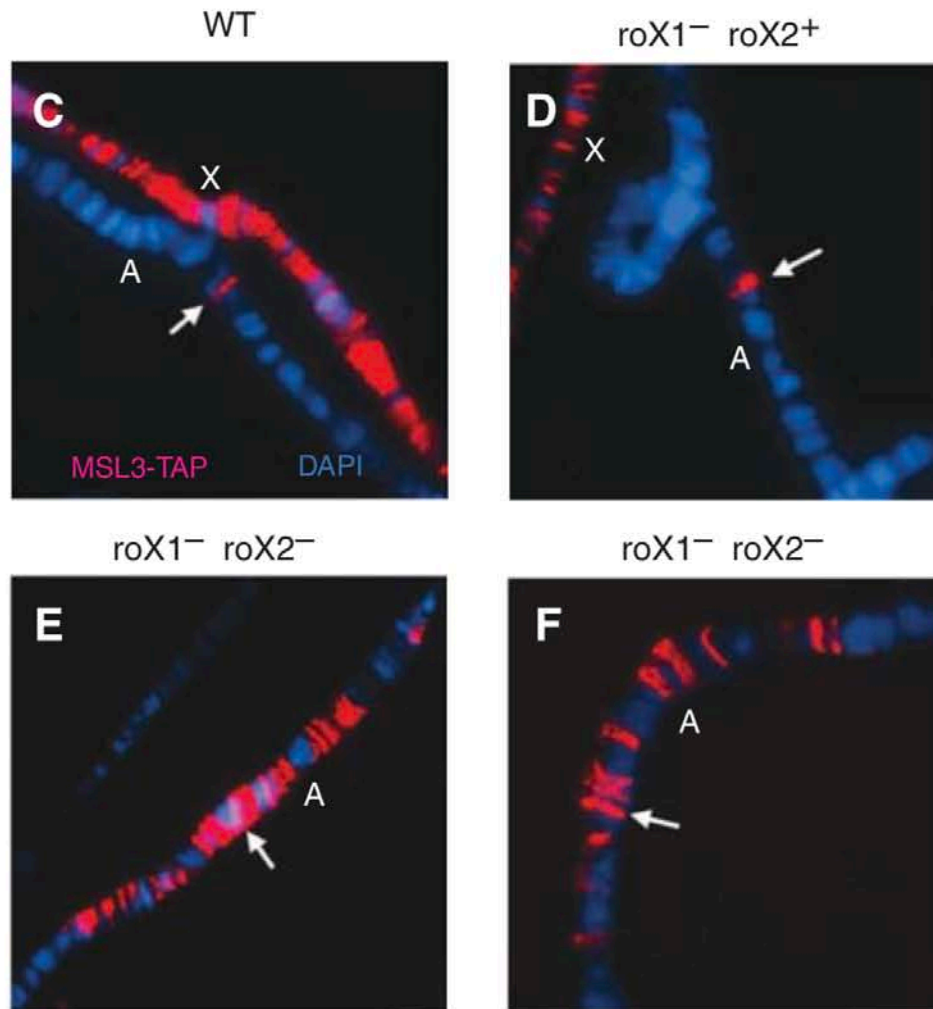 WT
roX1⁻ roX2⁺
C
X
A
MSL3-TAP DAPI
D
X
A
roX1⁻ roX2⁻
roX1⁻ roX2⁻
E
A
F
A